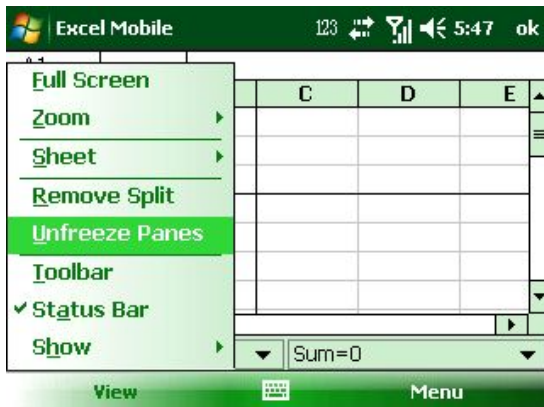 Excel Mobile 123 5:47 ok
Full Screen
C D E
Zoom
Sheet
Remove Split
Unfreeze Panes
Toolbar
Status Bar
Show
Sum=0
View Menu